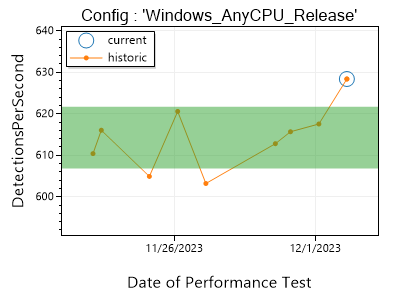 Config : 'Windows_AnyCPU_Release'
current
historic
DetectionsPerSecond
640
630
620
610
600
11/26/2023
12/1/2023
Date of Performance Test